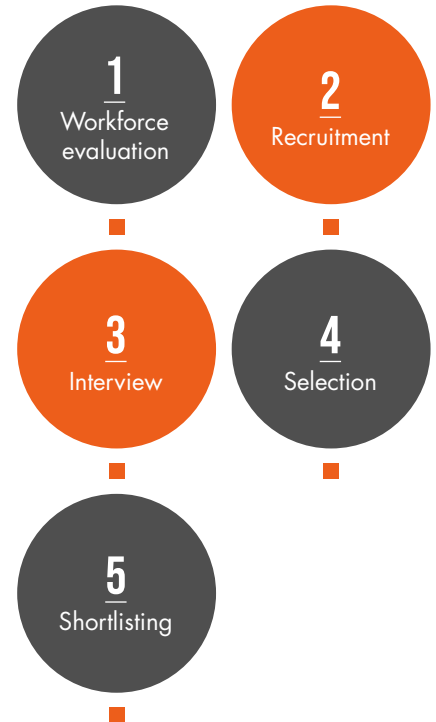 1
Workforce
evaluation
2
Recruitment
3
Interview
4
Selection
5
Shortlisting